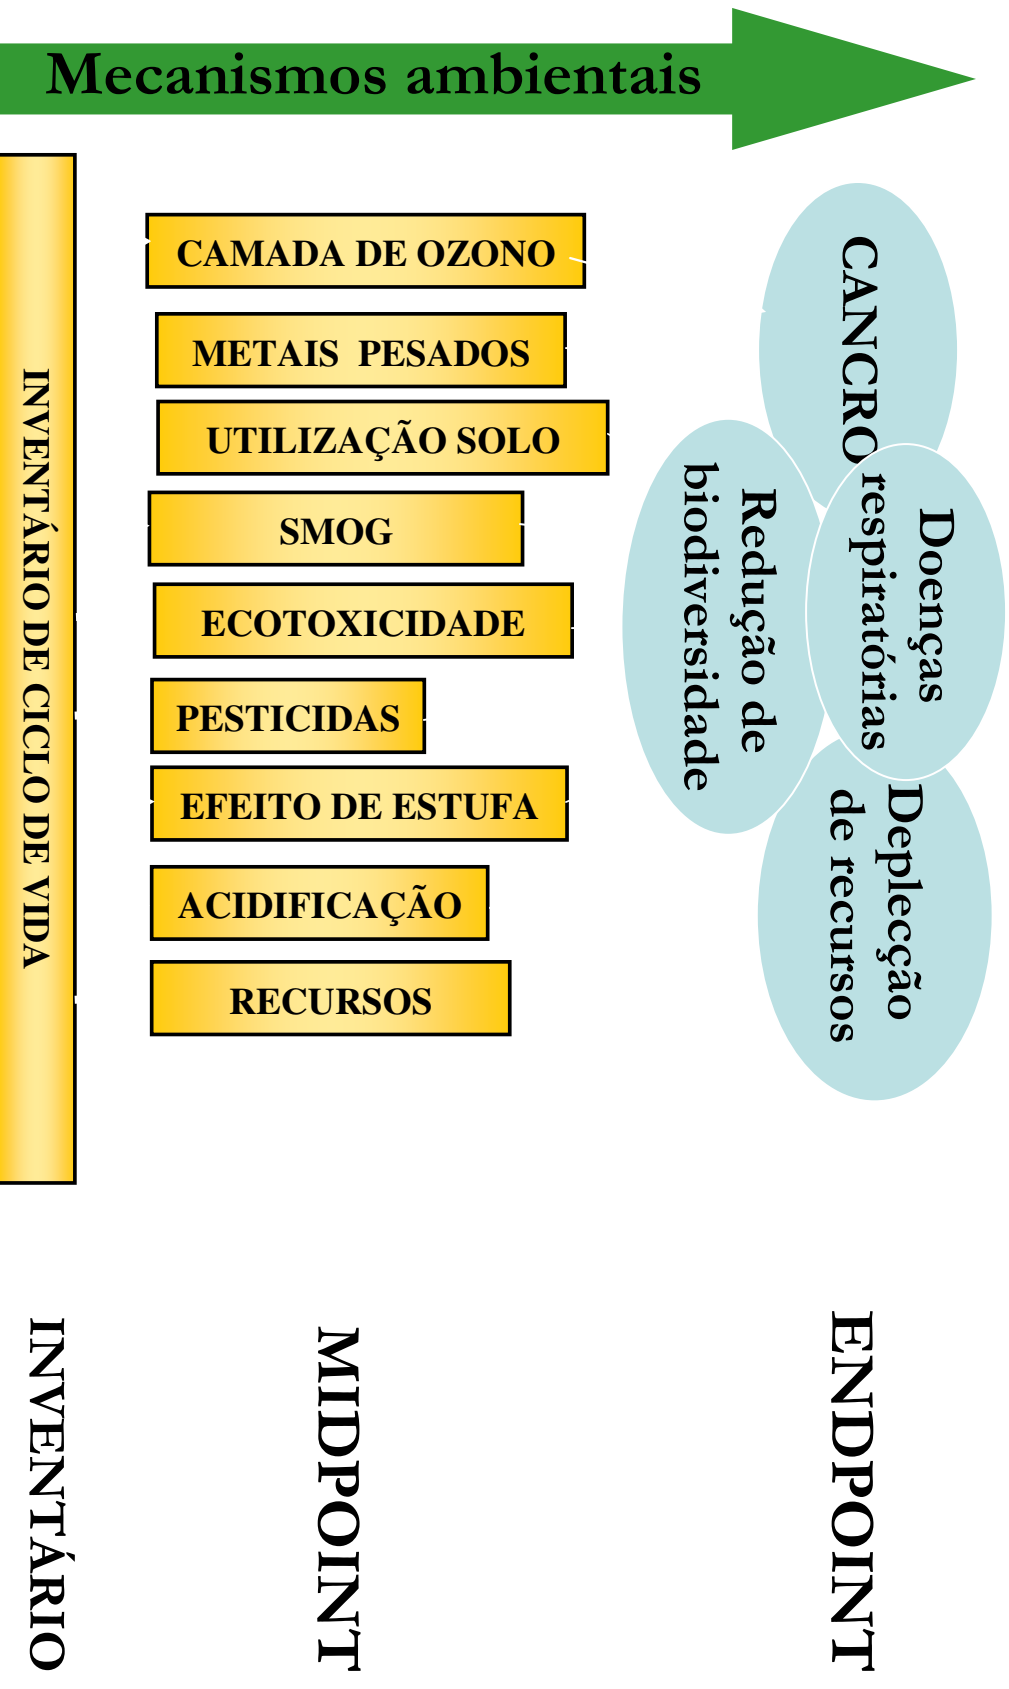 Mecanismos ambientais
INVENTÁRIO DE CICLO DE VIDA
CAMADA DE OZONO
METAIS PESADOS
UTILIZAÇÃO SOLO
SMOG
ECOTOXICIDADE
PESTICIDAS
EFEITO DE ESTUFA
ACIDIFICAÇÃO
RECURSOS
CANCRO
Doenças
respiratórias
Redução de
biodiversidade
Deplecção
de recursos
INVENTÁRIO
MIDPOINT
ENDPOINT